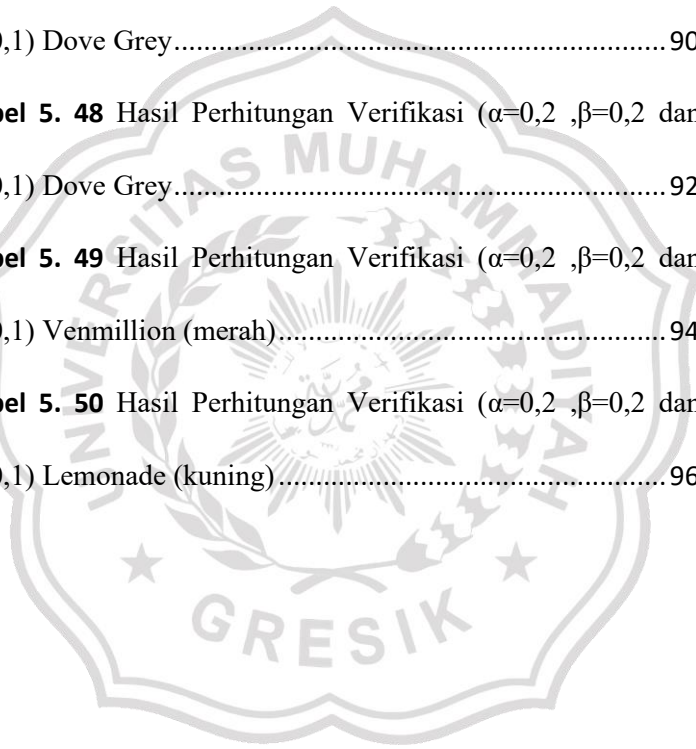 0,1) Dove Grey.................................................................. 90
bel 5. 48 Hasil Perhitungan Verifikasi (α=0,2 ,β=0,2 dan
0,1) Dove Grey.................................................................. 92
bel 5. 49 Hasil Perhitungan Verifikasi (α=0,2 ,β=0,2 dan
0,1) Venmillion (merah)..................................................... 94
bel 5. 50 Hasil Perhitungan Verifikasi (α=0,2 ,β=0,2 dan
0,1) Lemonade (kuning)..................................................... 96
UNIVERSITAS MUHAMMADIYAH
GRESIK